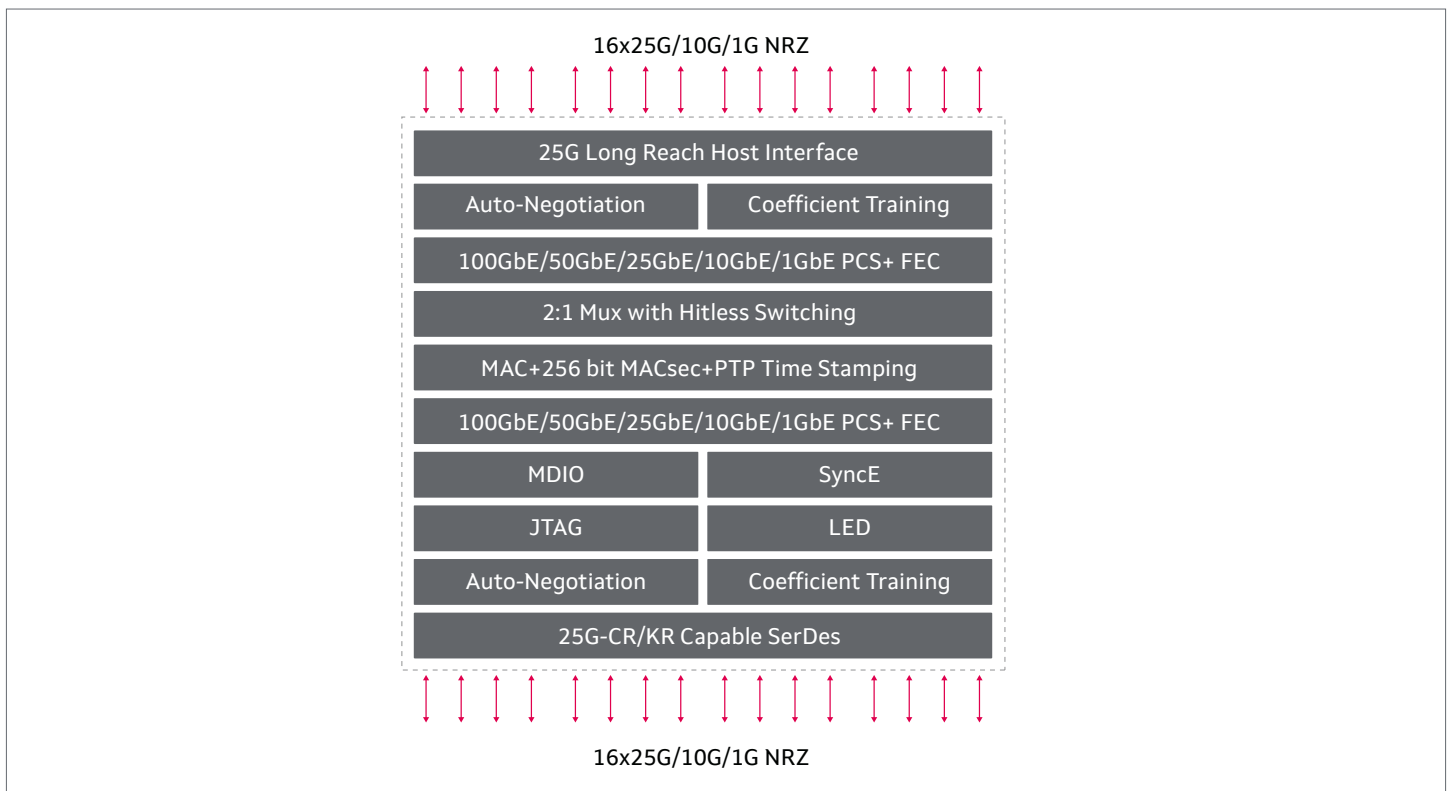 16x25G/10G/1G NRZ
25G Long Reach Host Interface
Auto-Negotiation
Coefficient Training
100GbE/50GbE/25GbE/10GbE/1GbE PCS+ FEC
2:1 Mux with Hitless Switching
MAC+256 bit MACsec+PTP Time Stamping
100GbE/50GbE/25GbE/10GbE/1GbE PCS+ FEC
MDIO
SyncE
JTAG
LED
Auto-Negotiation
Coefficient Training
25G-CR/KR Capable SerDes
16x25G/10G/1G NRZ